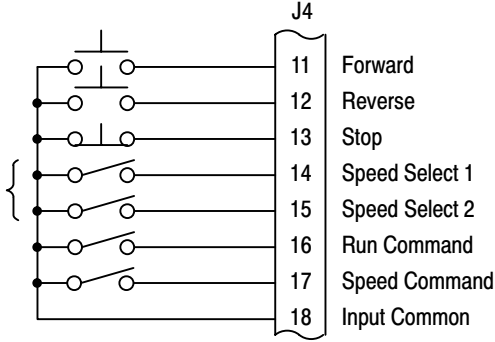 J4
11 Forward
12 Reverse
13 Stop
14 Speed Select 1
15 Speed Select 2
16 Run Command
17 Speed Command
18 Input Common